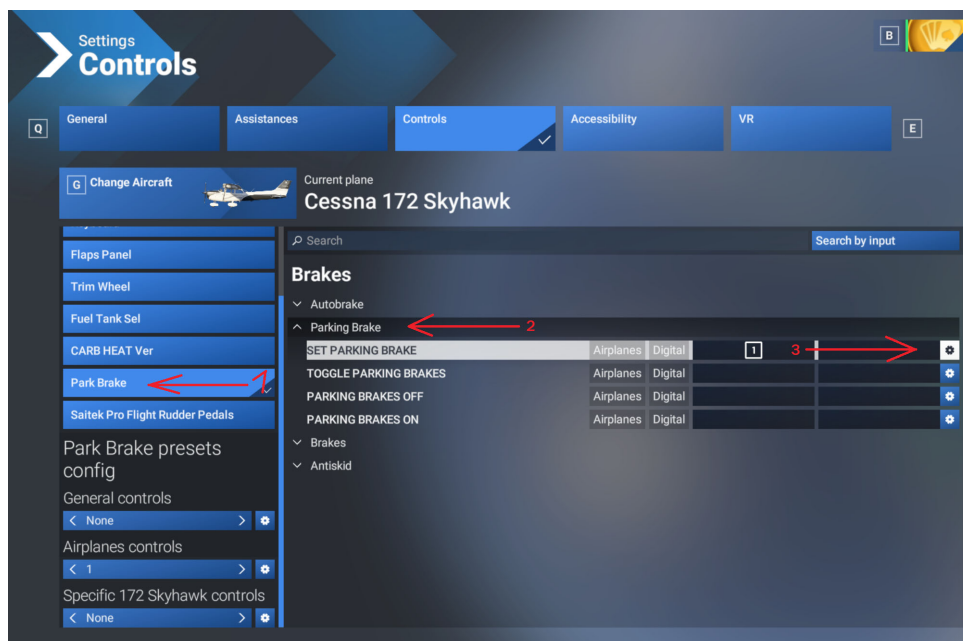 Settings
Controls
B
Q
General
Assistances
Controls
Accessibility
VR
E
G Change Aircraft
Current plane
Cessna 172 Skyhawk
Flaps Panel
Trim Wheel
Fuel Tank Sel
CARB HEAT Ver
Park Brake 1
Saitek Pro Flight Rudder Pedals
Park Brake presets
config
General controls
None
Airplanes controls
1
Specific 172 Skyhawk controls
None
Search
Search by input
Brakes
Autobrake
Parking Brake 2
SET PARKING BRAKE Airplanes Digital 1 3
TOGGLE PARKING BRAKES Airplanes Digital
PARKING BRAKES OFF Airplanes Digital
PARKING BRAKES ON Airplanes Digital
Brakes
Antiskid